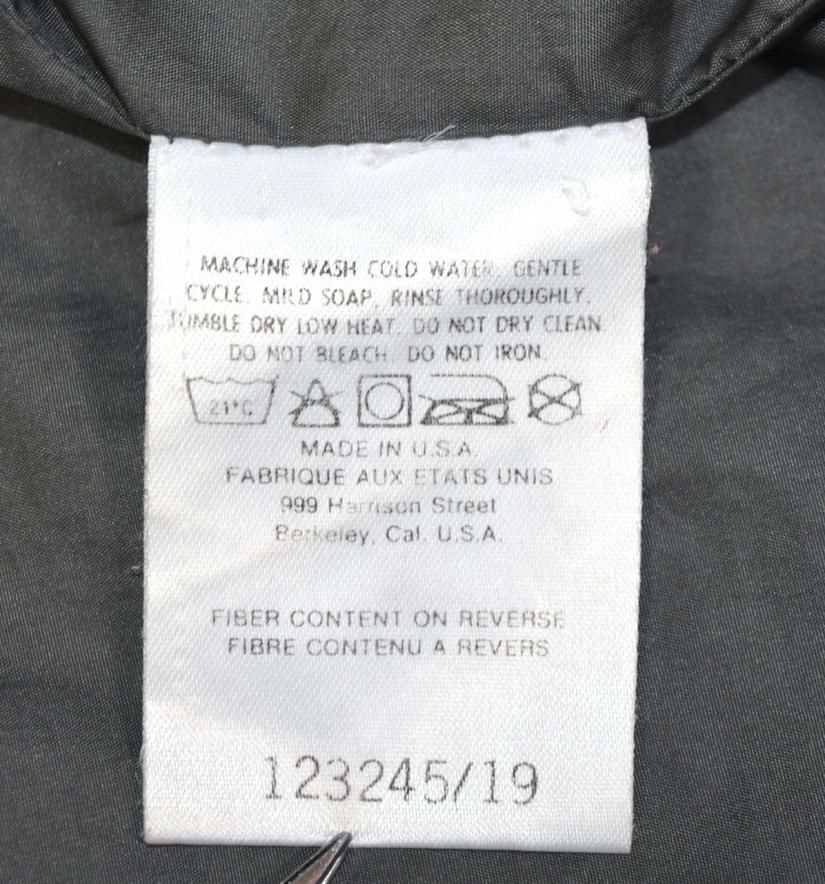 MACHINE WASH COLD WATER. GENTLE
CYCLE. MILD SOAP. RINSE THOROUGHLY.
TUMBLE DRY LOW HEAT. DO NOT DRY CLEAN.
DO NOT BLEACH. DO NOT IRON.
21°C
MADE IN U.S.A.
FABRIQUE AUX ETATS UNIS
999 Harrison Street
Berkeley, Cal. U.S.A.
FIBER CONTENT ON REVERSE
FIBRE CONTENU A REVERS
123245/19